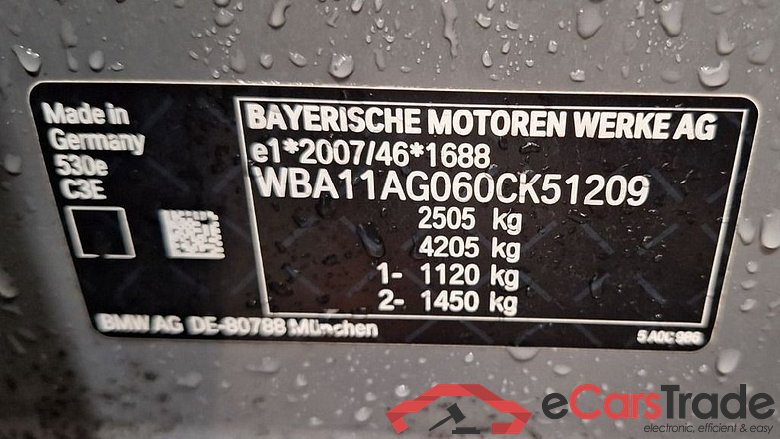 Made in
Germany
530e
C3E
BAYERISCHE MOTOREN WERKE AG
e1*2007/46*1688
WBA11AG060CK51209
2505 kg
4205 kg
1- 1120 kg
2- 1450 kg
BMW AG DE-80788 München
5 A0C 986
eCarsTrade
electronic, efficient & easy